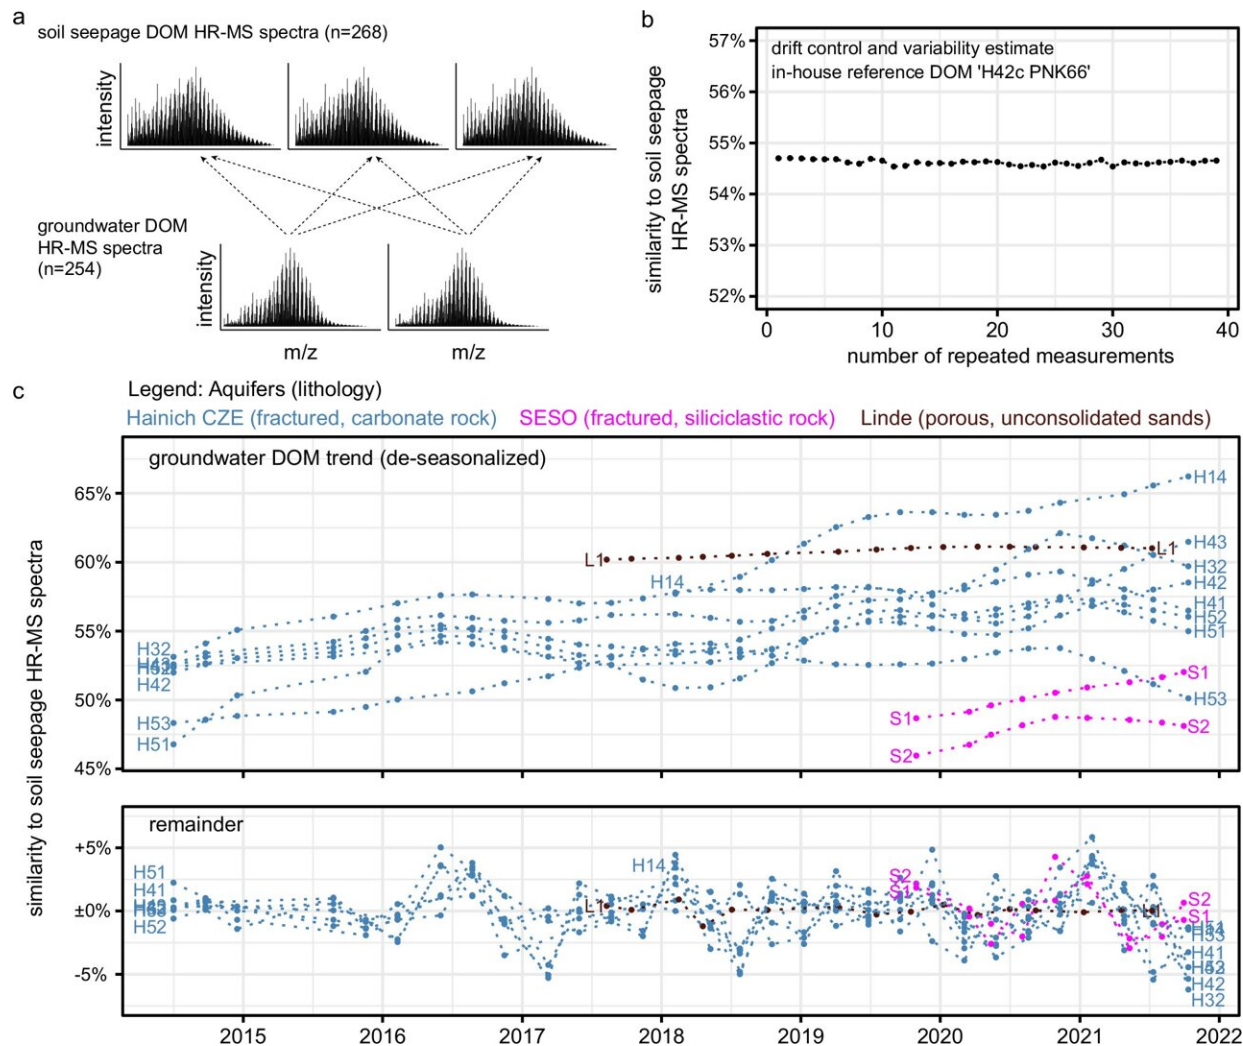 a
soil seepage DOM HR-MS spectra (n=268)
intensity
groundwater DOM
HR-MS spectra
(n=254)
intensity
m/z
m/z
b
similarity to soil seepage
HR-MS spectra
57%
56%
55%
54%
53%
52%
drift control and variability estimate
in-house reference DOM 'H42c PNK66'
0
10
20
30
40
number of repeated measurements
c
Legend: Aquifers (lithology)
Hainich CZE (fractured, carbonate rock)
SESO (fractured, siliciclastic rock)
Linde (porous, unconsolidated sands)
similarity to soil seepage HR-MS spectra
groundwater DOM trend (de-seasonalized)
65%
60%
55%
50%
45%
H32
H42
H53
H51
L1
H14
S1
S2
H14
L1
H43
H32
H42
H41
H52
H51
S1
H53
S2
remainder
+5%
±0%
-5%
H51
H41
H52
L1
H14
S2
S1
S2
S1
H53
H41
H42
H32
2015
2016
2017
2018
2019
2020
2021
2022